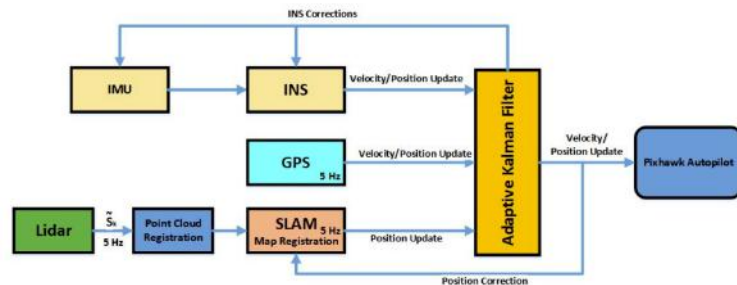 INS Corrections
IMU
INS
Velocity/Position Update
Adaptive Kalman Filter
GPS
5 Hz
Velocity/Position Update
Velocity/
Position Update
Pixhawk Autopilot
Lidar
S̃ₖ
5 Hz
Point Cloud
Registration
SLAM
5 Hz
Map Registration
Position Update
Position Correction